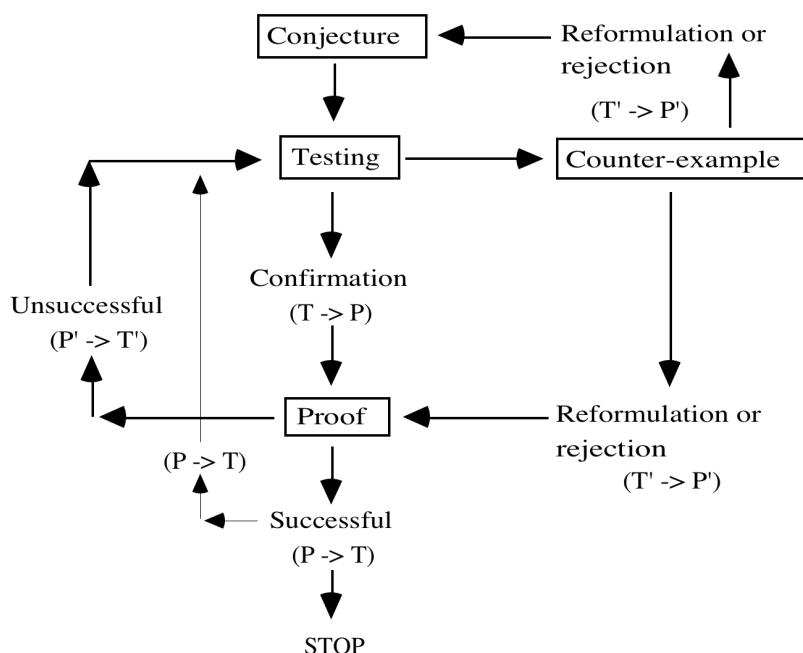 Conjecture
Reformulation or
rejection
(T' -> P')
Testing
Counter-example
Confirmation
(T -> P)
Unsuccessful
(P' -> T')
Proof
Reformulation or
rejection
(T' -> P')
(P -> T)
Successful
(P -> T)
STOP